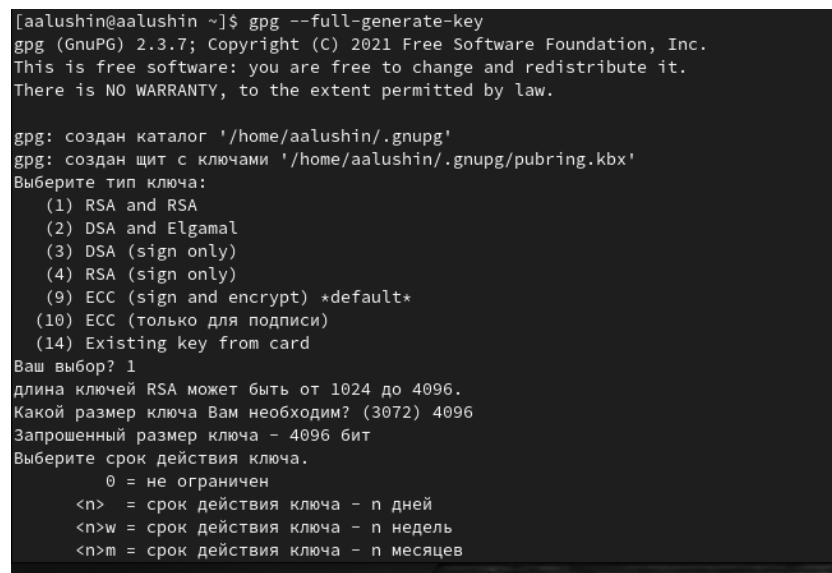 [aalushin@aalushin ~]$ gpg --full-generate-key
gpg (GnuPG) 2.3.7; Copyright (C) 2021 Free Software Foundation, Inc.
This is free software: you are free to change and redistribute it.
There is NO WARRANTY, to the extent permitted by law.

gpg: создан каталог '/home/aalushin/.gnupg'
gpg: создан щит с ключами '/home/aalushin/.gnupg/pubring.kbx'
Выберите тип ключа:
   (1) RSA and RSA
   (2) DSA and Elgamal
   (3) DSA (sign only)
   (4) RSA (sign only)
   (9) ECC (sign and encrypt) *default*
  (10) ECC (только для подписи)
  (14) Existing key from card
Ваш выбор? 1
длина ключей RSA может быть от 1024 до 4096.
Какой размер ключа Вам необходим? (3072) 4096
Запрошенный размер ключа - 4096 бит
Выберите срок действия ключа.
         0 = не ограничен
      <n>  = срок действия ключа - n дней
      <n>w = срок действия ключа - n недель
      <n>m = срок действия ключа - n месяцев